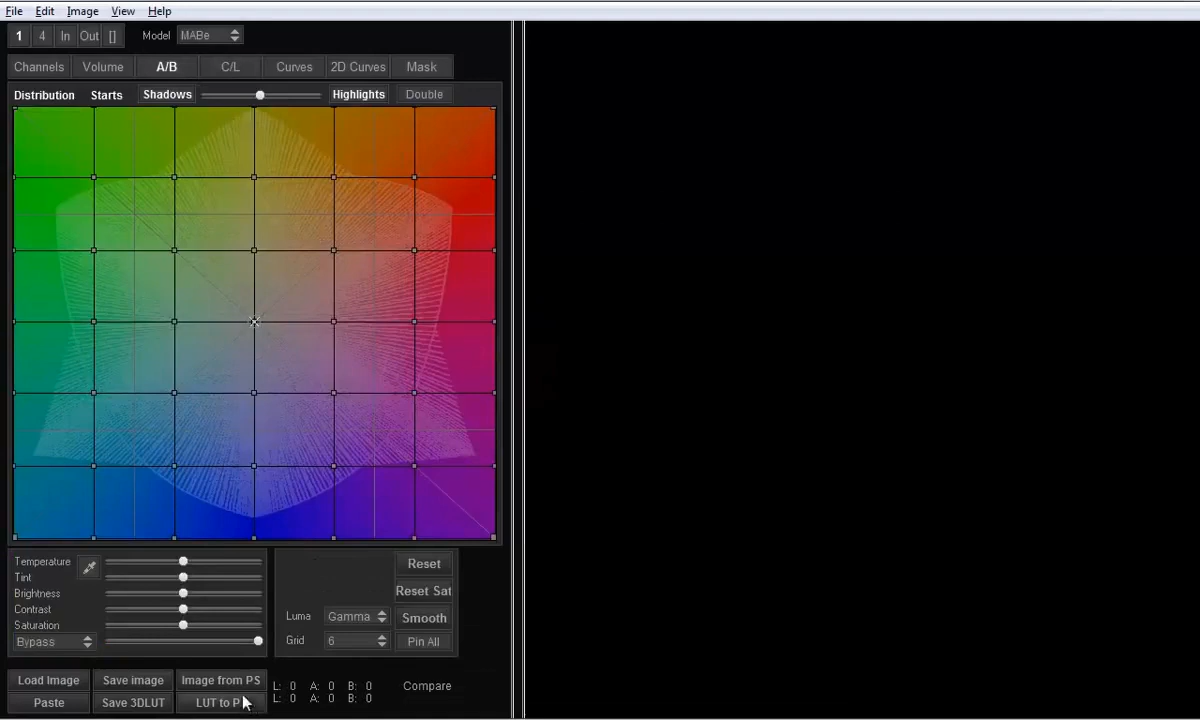 File Edit Image View Help
1 4 In Out [] Model MABe
Channels Volume A/B C/L Curves 2D Curves Mask
Distribution Starts Shadows Highlights Double
Temperature
Tint
Brightness
Contrast
Saturation
Bypass
Reset
Reset Sat
Luma Gamma Smooth
Grid 6 Pin All
Load Image Save image Image from PS
Paste Save 3DLUT LUT to P
L: 0 A: 0 B: 0
L: 0 A: 0 B: 0
Compare